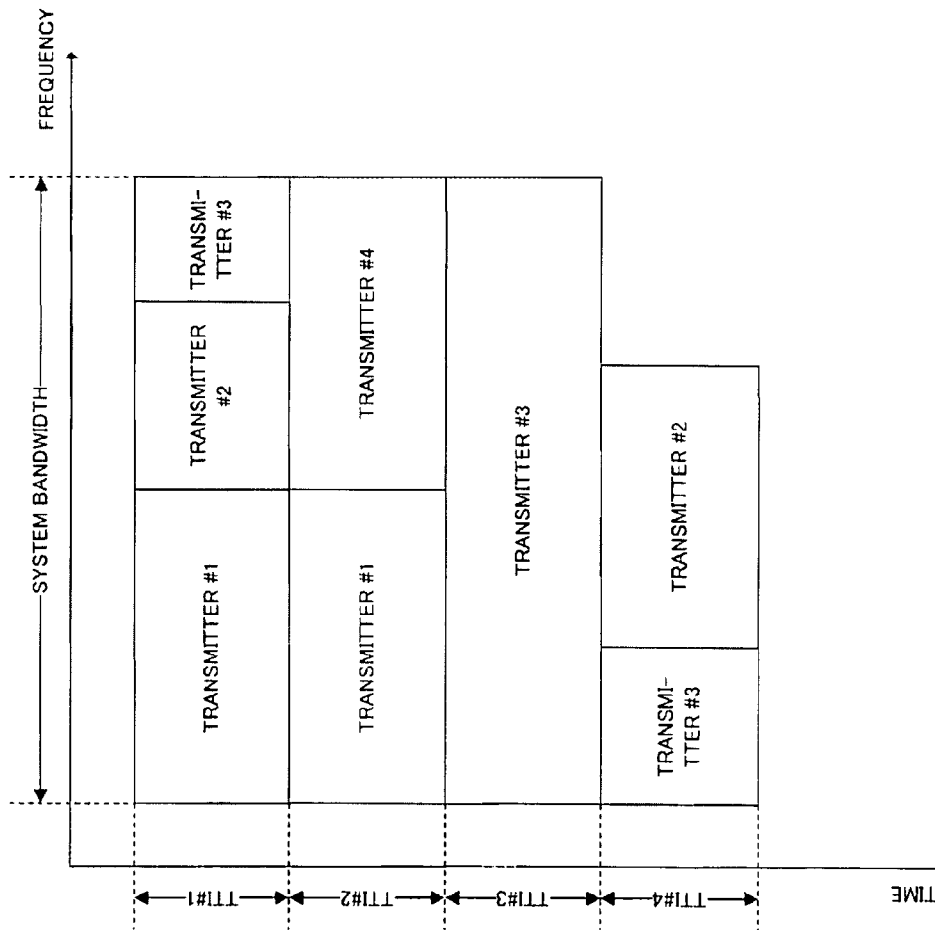 FREQUENCY
SYSTEM BANDWIDTH
TRANSMITTER #1
TRANSMITTER
#2
TRANSMI-
TTER #3
TRANSMITTER #1
TRANSMITTER #4
TRANSMITTER #3
TRANSMI-
TTER #3
TRANSMITTER #2
TTI#1
TTI#2
TTI#3
TTI#4
TIME